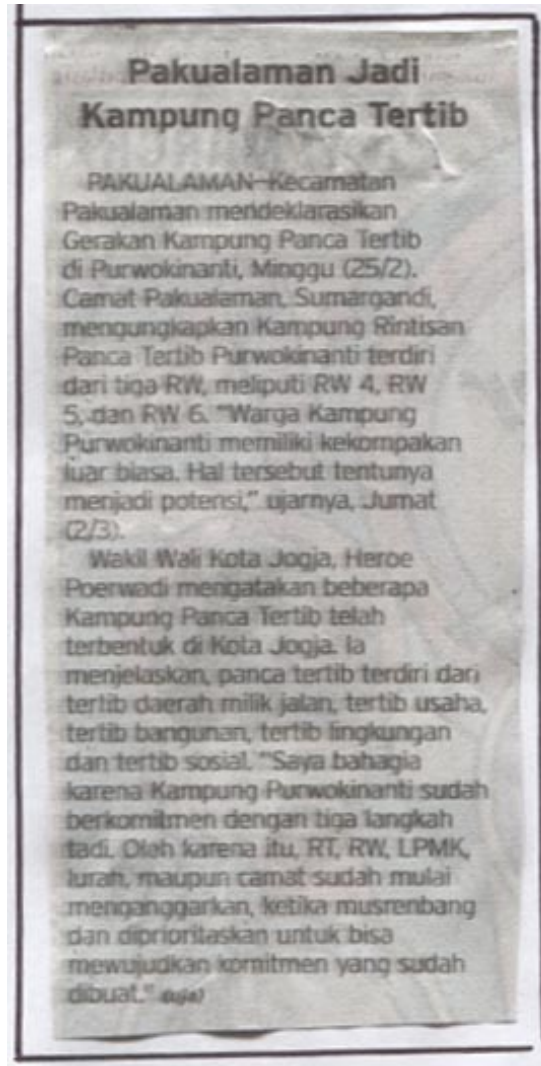 Pakualaman Jadi
Kampung Panca Tertib
PAKUALAMAN—Kecamatan
Pakualaman mendeklarasikan
Gerakan Kampung Panca Tertib
di Purwokinanti, Minggu (25/2).
Camat Pakualaman, Sumargandi,
mengungkapkan Kampung Rintisan
Panca Tertib Purwokinanti terdiri
dari tiga RW, meliputi RW 4, RW
5, dan RW 6. "Warga Kampung
Purwokinanti memiliki kekompakan
luar biasa. Hal tersebut tentunya
menjadi potensi," ujarnya, Jumat
(2/3).
Wakil Wali Kota Jogja, Heroe
Poerwadi mengatakan beberapa
Kampung Panca Tertib telah
terbentuk di Kota Jogja. Ia
menjelaskan, panca tertib terdiri dari
tertib daerah milik jalan, tertib usaha,
tertib bangunan, tertib lingkungan
dan tertib sosial. "Saya bahagia
karena Kampung Purwokinanti sudah
berkomitmen dengan tiga langkah
tadi. Oleh karena itu, RT, RW, LPMK,
lurah, maupun camat sudah mulai
menganggarkan, ketika musrenbang
dan diprioritaskan untuk bisa
mewujudkan komitmen yang sudah
dibuat."